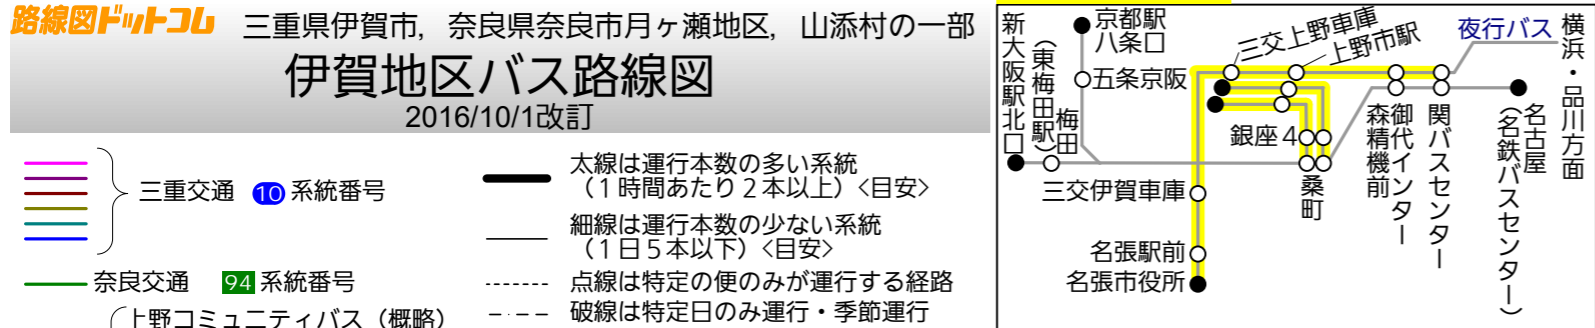 路線図ドットコム
三重県伊賀市，奈良県奈良市月ヶ瀬地区，山添村の一部
伊賀地区バス路線図
2016/10/1改訂
三重交通 10 系統番号
奈良交通 94 系統番号
上野コミュニティバス（概略）
太線は運行本数の多い系統
（１時間あたり２本以上）<目安>
細線は運行本数の少ない系統
（１日５本以下）<目安>
点線は特定の便のみが運行する経路
破線は特定日のみ運行・季節運行
新大阪駅北口
（東梅田駅）
梅田
京都駅
八条口
五条京阪
三交上野車庫
上野市駅
夜行バス
横浜・品川方面
銀座４
桑町
三交伊賀車庫
名張駅前
名張市役所
森精機前
御代インター
関バスセンター
名古屋
（名鉄バスセンター）